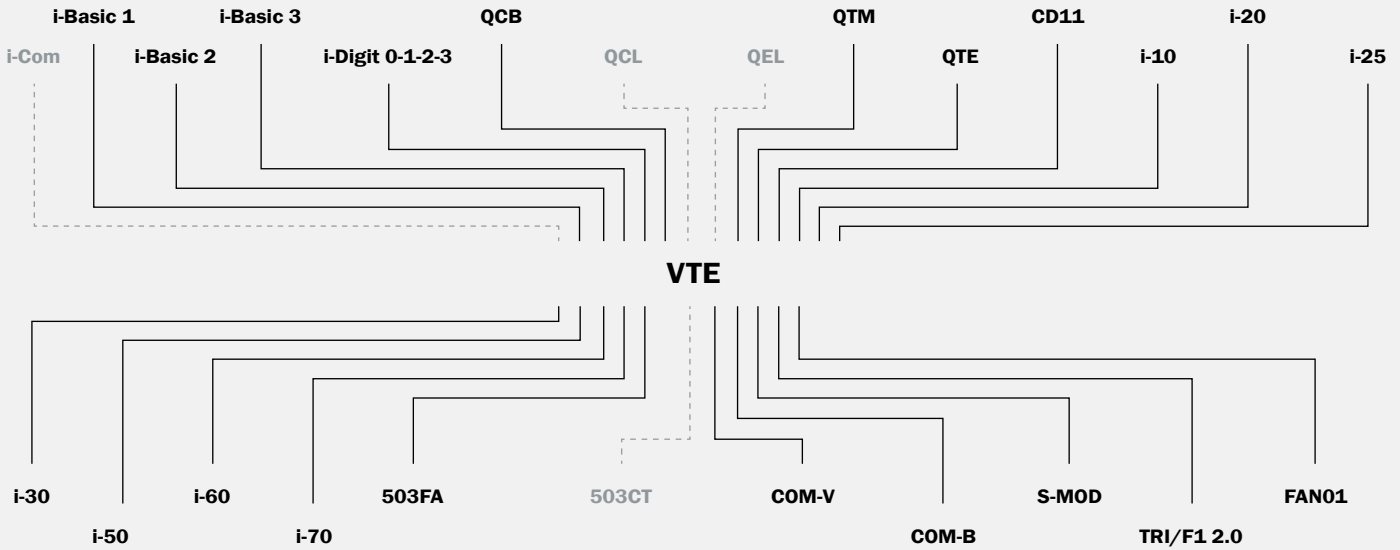 i-Basic 1
i-Basic 3
QCB
QTM
CD11
i-20
i-Com
i-Basic 2
i-Digit 0-1-2-3
QCL
QEL
QTE
i-10
i-25
VTE
i-30
i-60
503FA
503CT
COM-V
S-MOD
FAN01
i-50
i-70
COM-B
TRI/F1 2.0